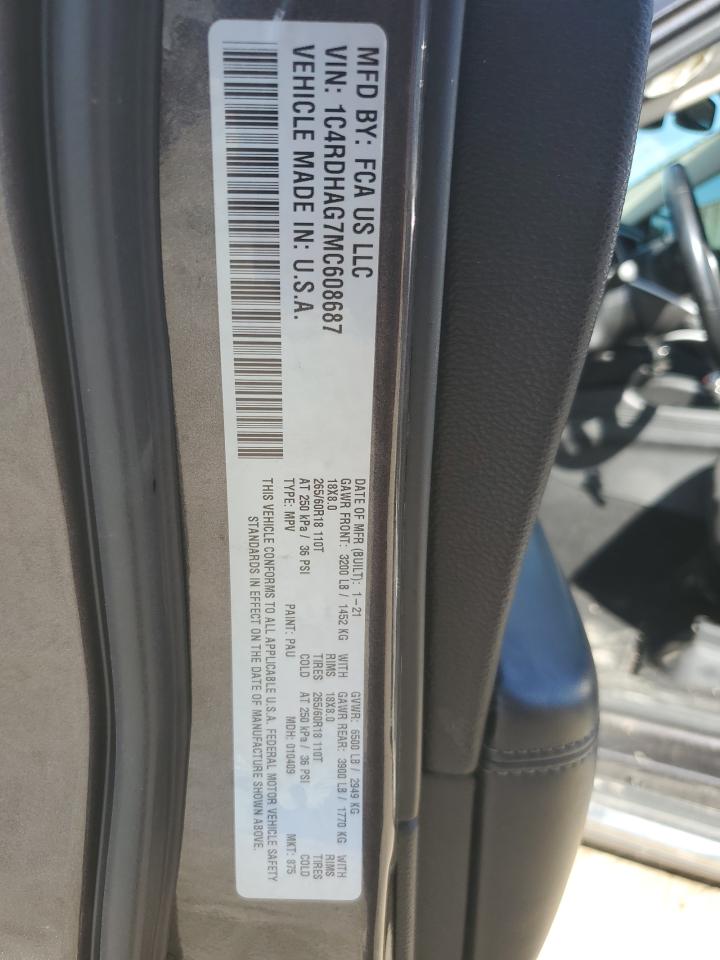 MFD BY: FCA US LLC
VIN: 1C4RDHAG7MC608687
VEHICLE MADE IN: U.S.A.
DATE OF MFR (BUILT): 1-21 GVWR: 6500 LB / 2949 KG
GAWR FRONT: 3200 LB / 1452 KG WITH GAWR REAR: 3900 LB / 1770 KG WITH
18X8.0 RIMS 18X8.0 RIMS
265/60R18 110T TIRES 265/60R18 110T TIRES
AT 250 kPa / 36 PSI COLD AT 250 kPa / 36 PSI COLD
TYPE: MPV PAINT: PAU MDH: 010409 MKT: 875
THIS VEHICLE CONFORMS TO ALL APPLICABLE U.S.A. FEDERAL MOTOR VEHICLE SAFETY
STANDARDS IN EFFECT ON THE DATE OF MANUFACTURE SHOWN ABOVE.